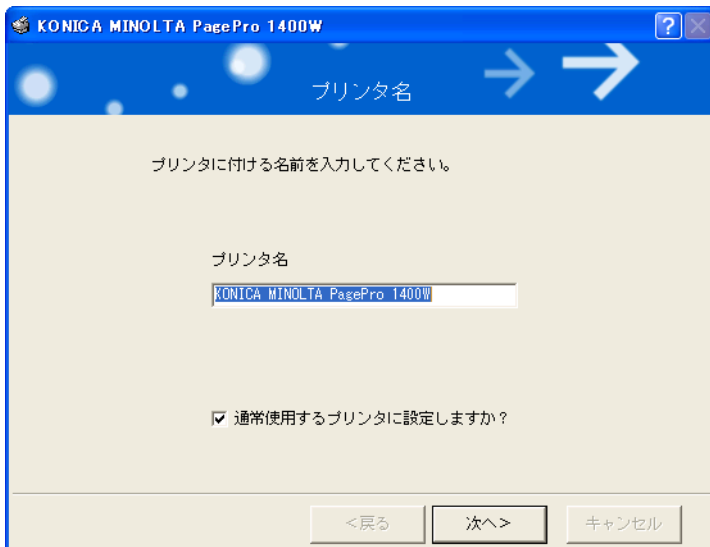 KONICA MINOLTA PagePro 1400W
プリンタ名
プリンタに付ける名前を入力してください。
プリンタ名
KONICA MINOLTA PagePro 1400W
通常使用するプリンタに設定しますか？
<戻る 次へ> キャンセル